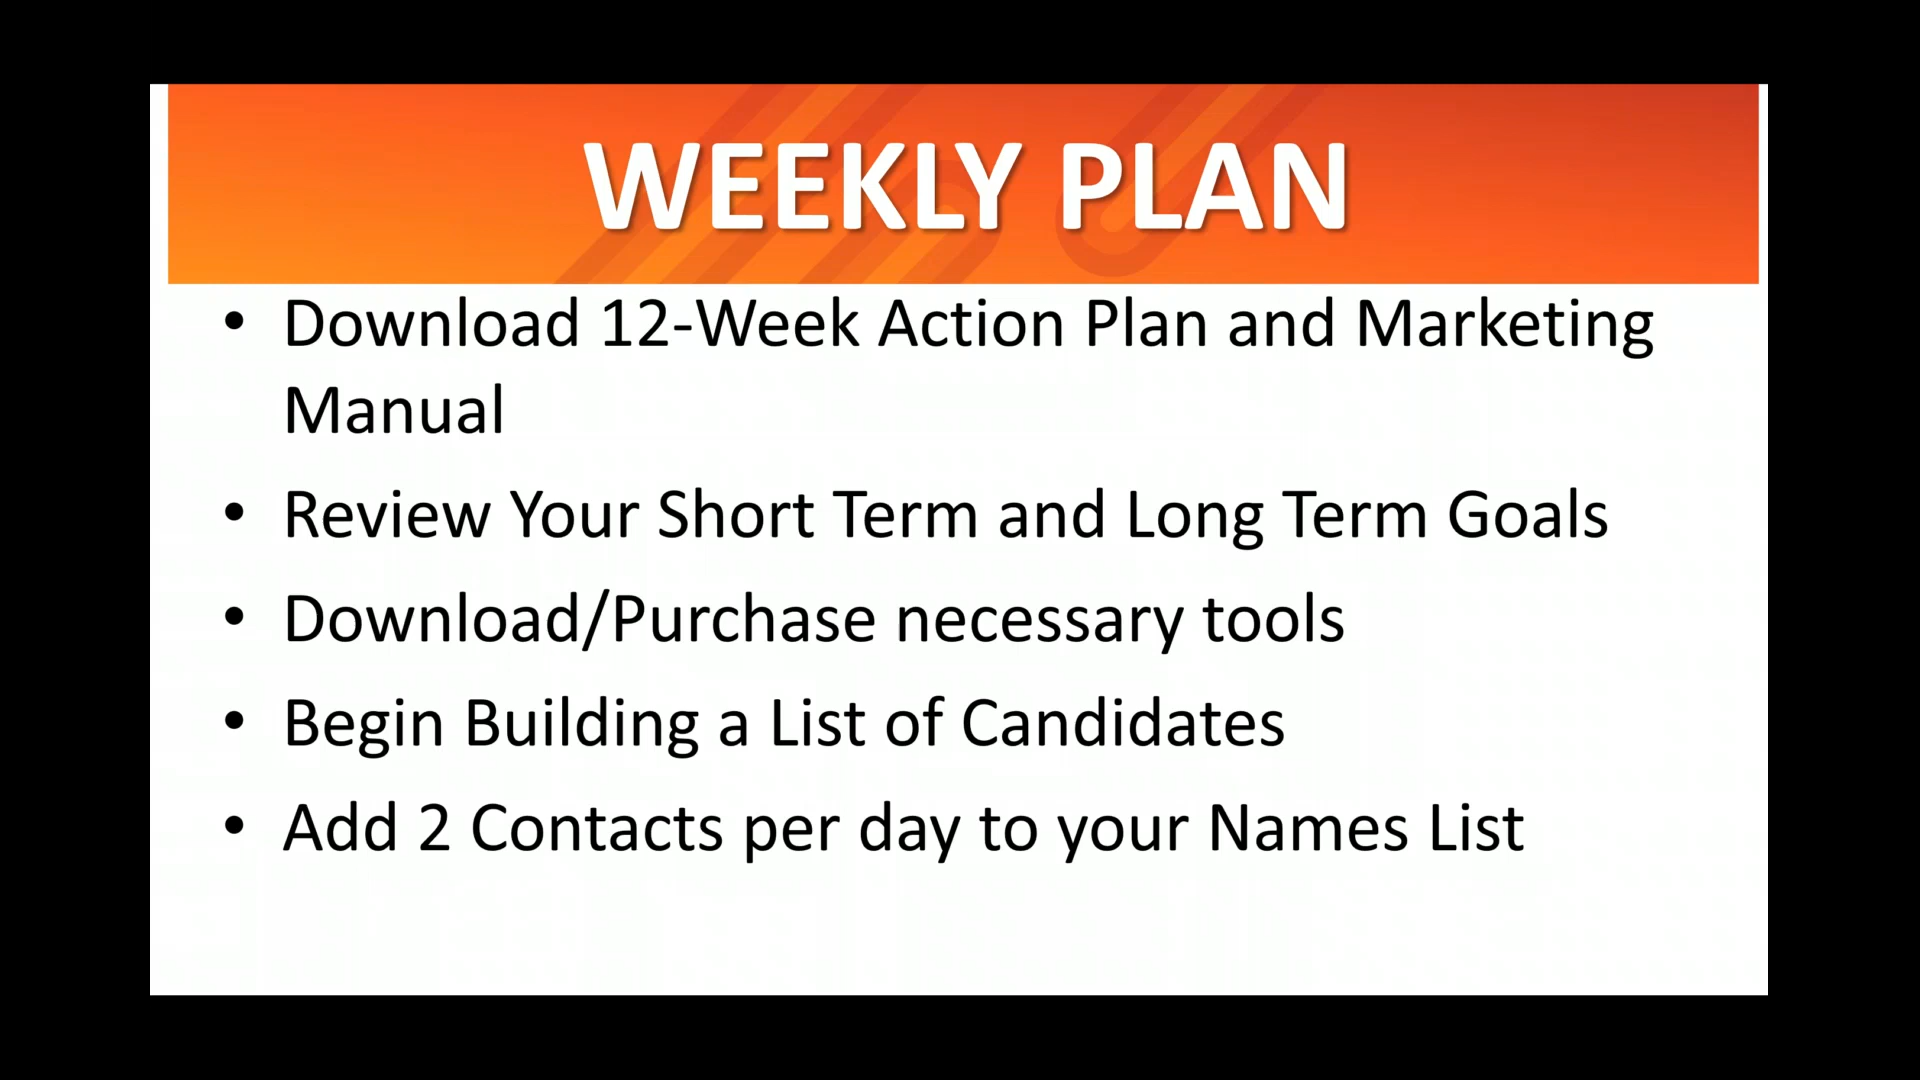 WEEKLY PLAN
• Download 12-Week Action Plan and Marketing
Manual
• Review Your Short Term and Long Term Goals
• Download/Purchase necessary tools
• Begin Building a List of Candidates
• Add 2 Contacts per day to your Names List